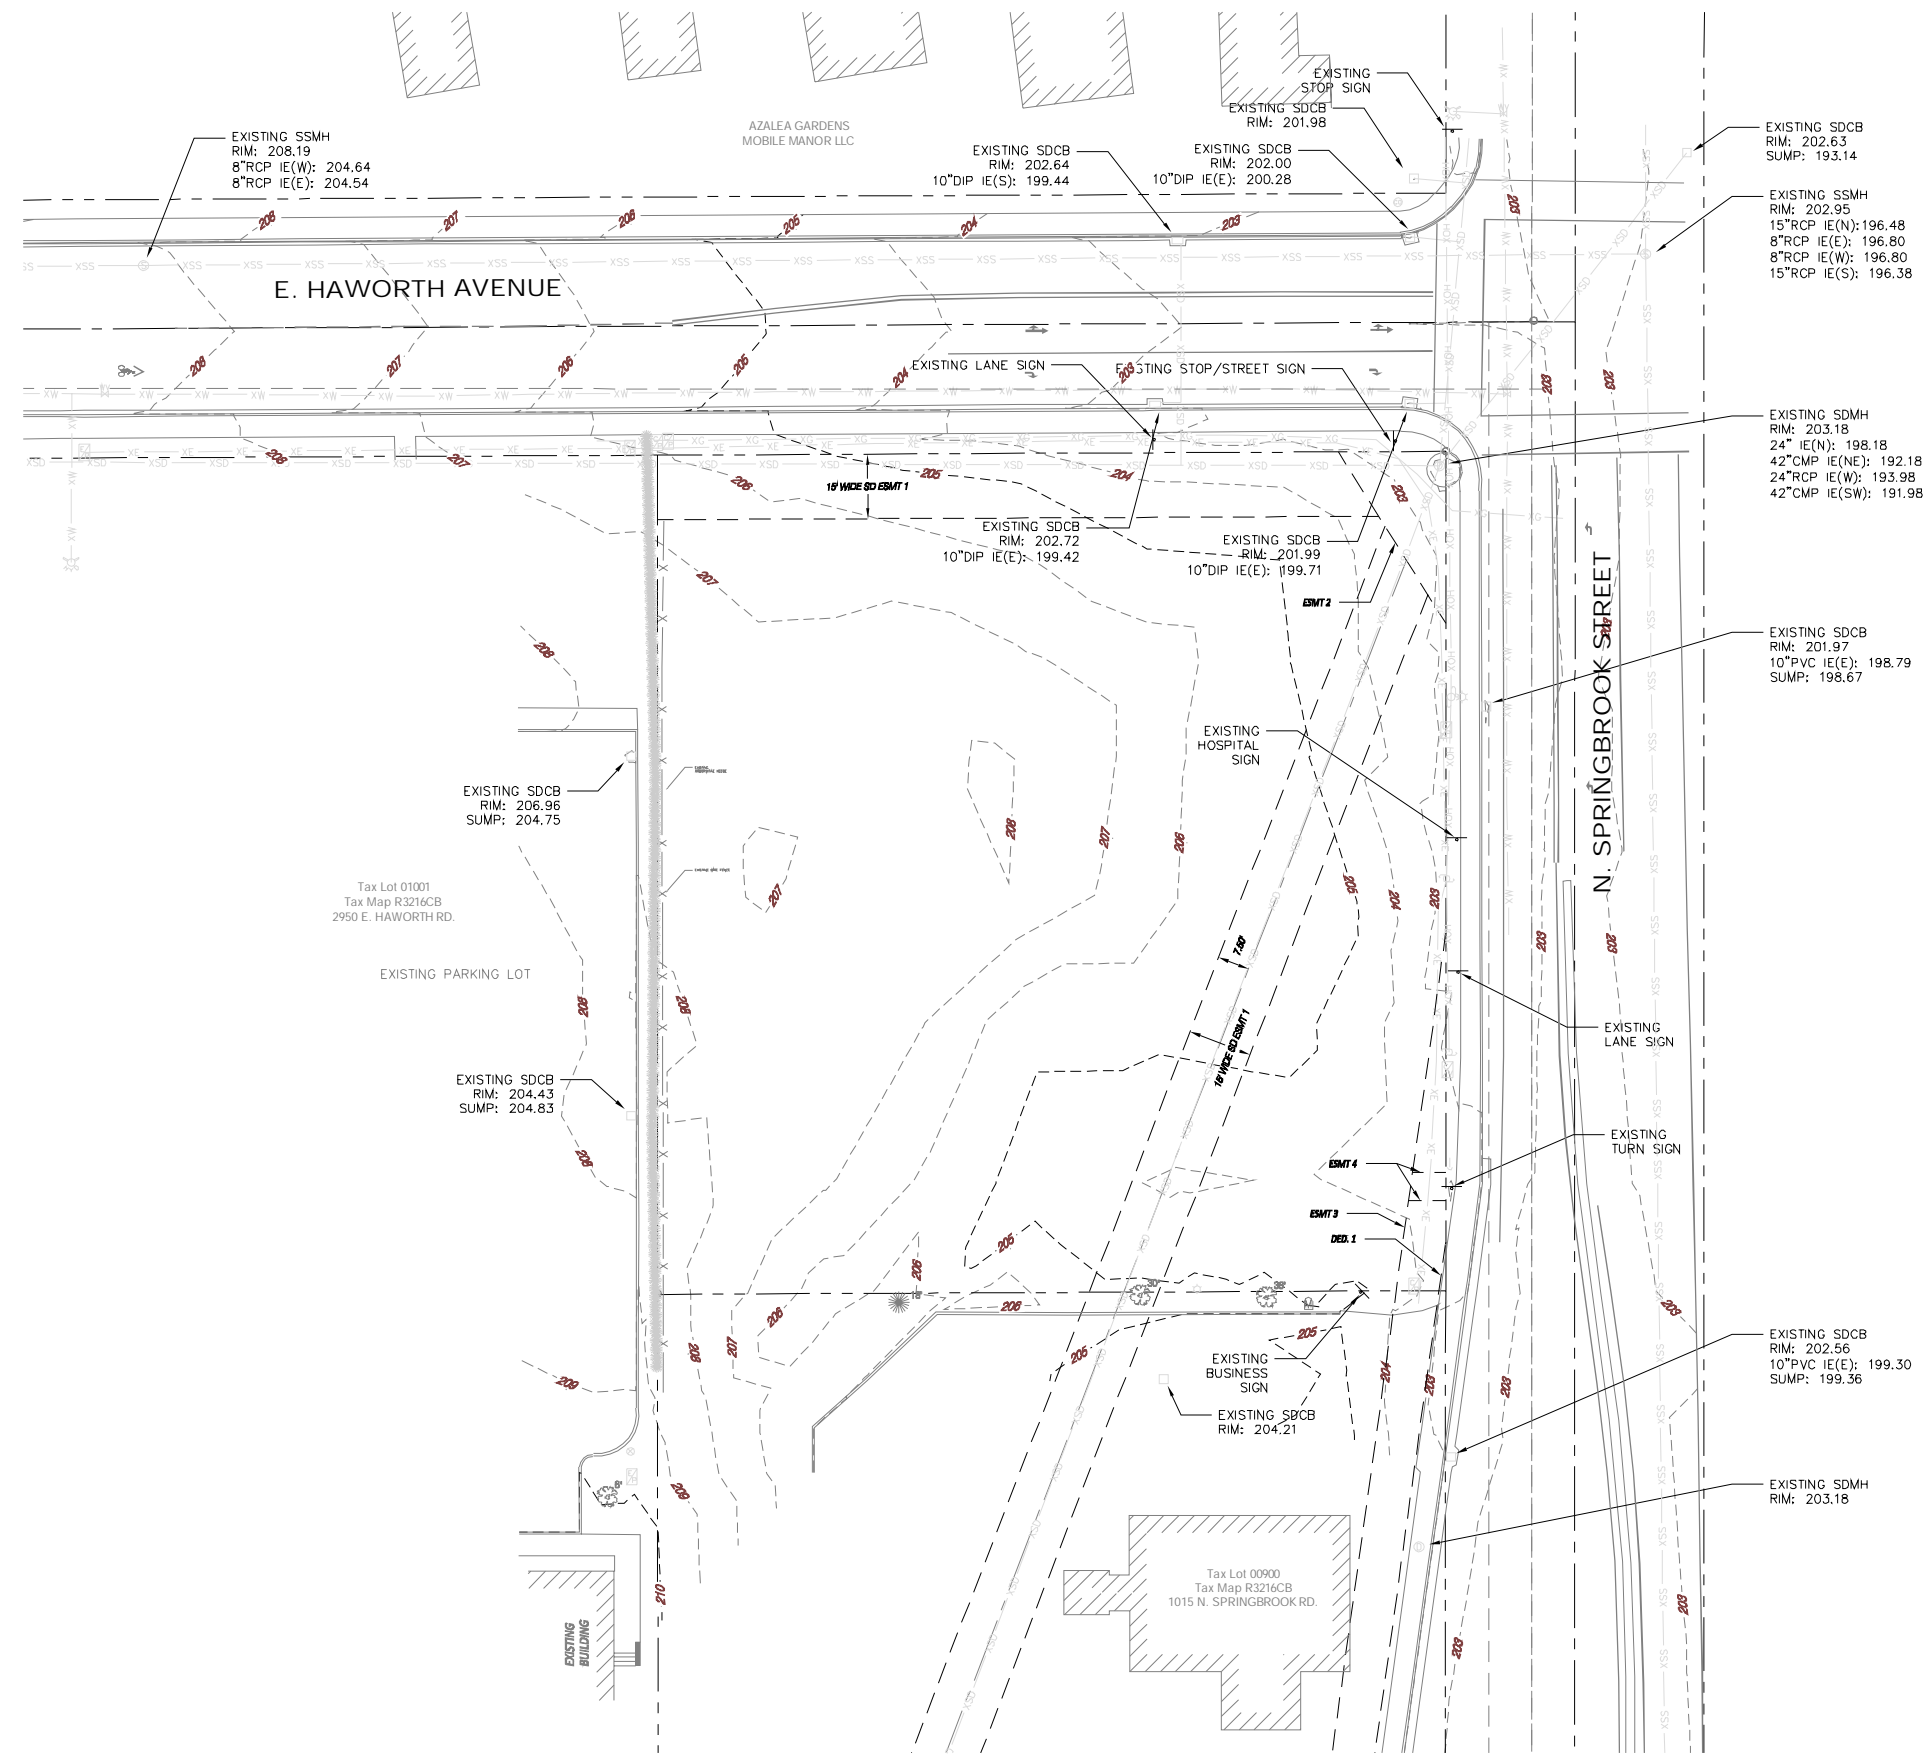 EXISTING SSMH
RIM: 208.19
8"RCP IE(W): 204.64
8"RCP IE(E): 204.54
AZALEA GARDENS
MOBILE MANOR LLC
EXISTING
STOP SIGN
EXISTING SDCB
RIM: 201.98
EXISTING SDCB
RIM: 202.64
10"DIP IE(S): 199.44
EXISTING SDCB
RIM: 202.00
10"DIP IE(E): 200.28
EXISTING SDCB
RIM: 202.63
SUMP: 193.14
EXISTING SSMH
RIM: 202.95
15"RCP IE(N): 196.48
8"RCP IE(E): 196.80
8"RCP IE(W): 196.80
15"RCP IE(S): 196.38
E. HAWORTH AVENUE
EXISTING LANE SIGN
EXISTING STOP/STREET SIGN
EXISTING SDMH
RIM: 203.18
24" IE(N): 198.18
42"CMP IE(NE): 192.18
24"RCP IE(W): 193.98
42"CMP IE(SW): 191.98
15' WIDE SD ESMT 1
EXISTING SDCB
RIM: 202.72
10"DIP IE(E): 199.42
EXISTING SDCB
RIM: 201.99
10"DIP IE(E): 199.71
ESMT 2
N. SPRINGBROOK STREET
EXISTING SDCB
RIM: 201.97
10"PVC IE(E): 198.79
SUMP: 198.67
EXISTING
HOSPITAL
SIGN
EXISTING SDCB
RIM: 206.96
SUMP: 204.75
Tax Lot 01001
Tax Map R3216CB
2950 E. HAWORTH RD.
EXISTING PARKING LOT
7.50'
EXISTING
LANE SIGN
EXISTING SDCB
RIM: 204.43
SUMP: 204.83
EXISTING
TURN SIGN
ESMT 4
ESMT 3
DED. 1
EXISTING
BUSINESS
SIGN
EXISTING SDCB
RIM: 204.21
EXISTING SDCB
RIM: 202.56
10"PVC IE(E): 199.30
SUMP: 199.36
EXISTING SDMH
RIM: 203.18
Tax Lot 00900
Tax Map R3216CB
1015 N. SPRINGBROOK RD.
EXISTING
BUILDING
210